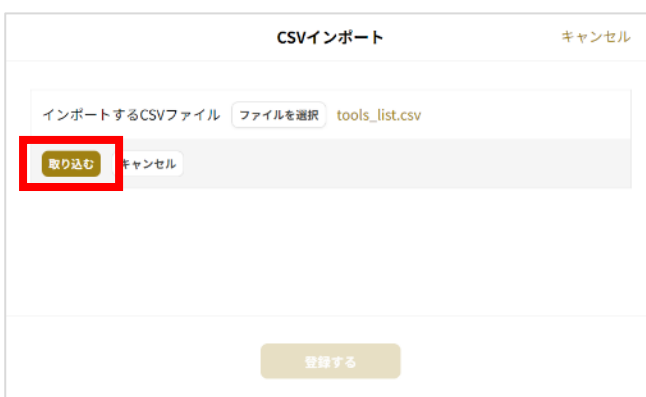 CSVインポート キャンセル
インポートするCSVファイル ファイルを選択 tools_list.csv
取り込む キャンセル
登録する